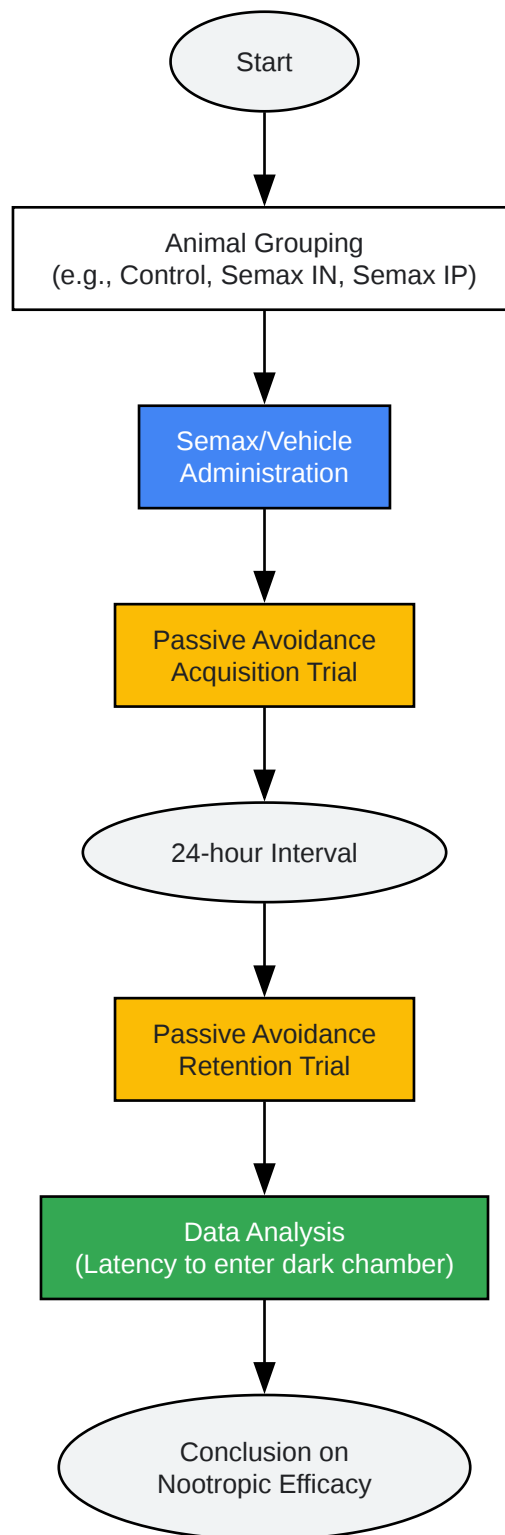 Start
Animal Grouping
(e.g., Control, Semax IN, Semax IP)
Semax/Vehicle
Administration
Passive Avoidance
Acquisition Trial
24-hour Interval
Passive Avoidance
Retention Trial
Data Analysis
(Latency to enter dark chamber)
Conclusion on
Nootropic Efficacy